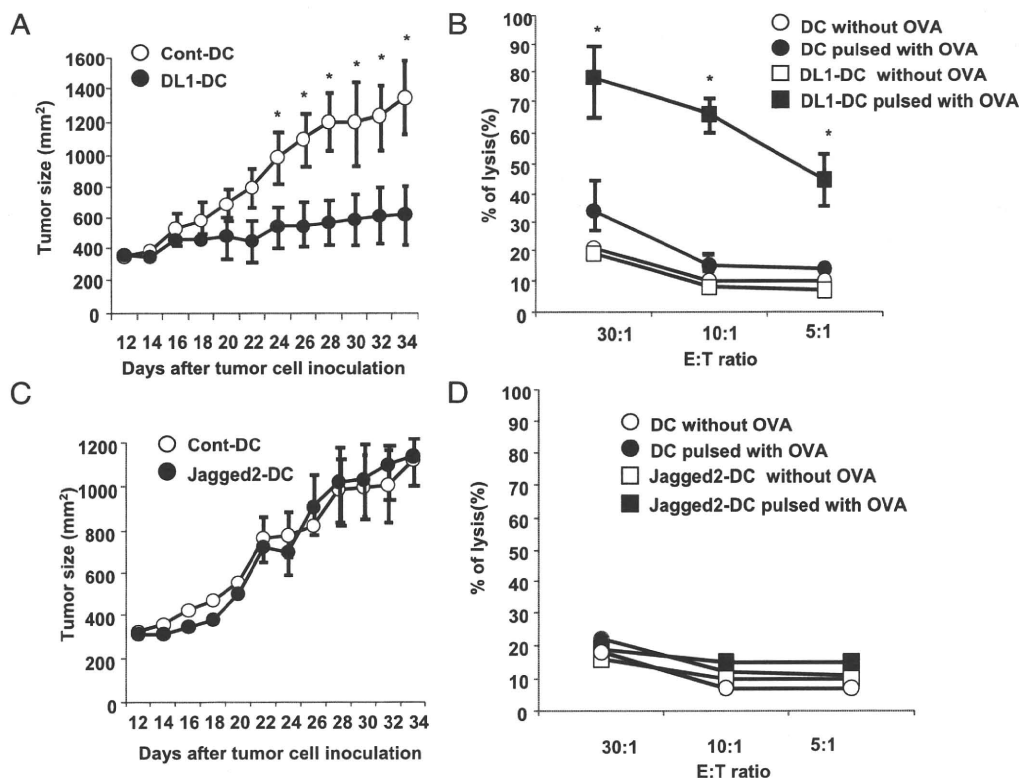 A
Cont-DC
DL1-DC
Tumor size (mm²)
1600
1400
1200
1000
800
600
400
200
0
* * * * * *
12 14 16 18 20 22 24 26 28 30 32 34
Days after tumor cell inoculation
B
DC without OVA
DC pulsed with OVA
DL1-DC without OVA
DL1-DC pulsed with OVA
% of lysis(%)
100
90
80
70
60
50
40
30
20
10
0
* * *
30:1 10:1 5:1
E:T ratio
C
Cont-DC
Jagged2-DC
Tumor size (mm²)
1200
1000
800
600
400
200
0
12 14 16 18 20 22 24 26 28 30 32 34
Days after tumor cell inoculation
D
DC without OVA
DC pulsed with OVA
Jagged2-DC without OVA
Jagged2-DC pulsed with OVA
% of lysis(%)
100
90
80
70
60
50
40
30
20
10
0
30:1 10:1 5:1
E:T ratio